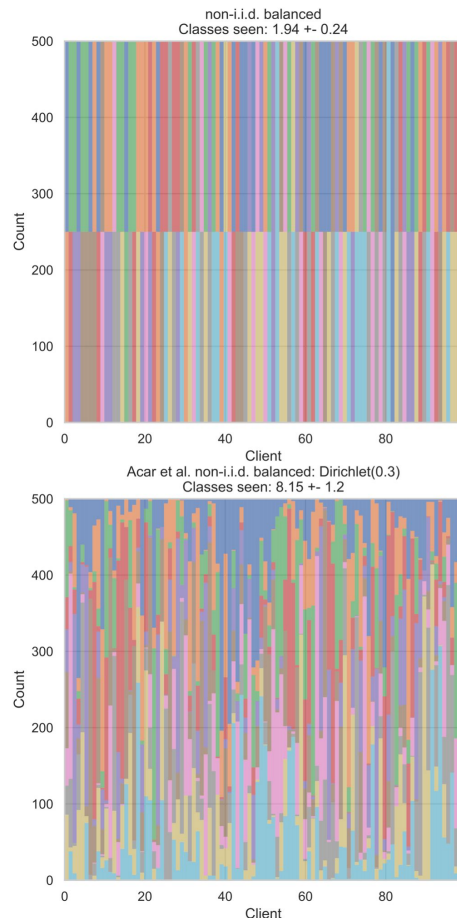 non-i.i.d. balanced
Classes seen: 1.94 +- 0.24
500
400
300
200
100
0
Count
0 20 40 60 80
Client
Acar et al. non-i.i.d. balanced: Dirichlet(0.3)
Classes seen: 8.15 +- 1.2
500
400
300
200
100
0
Count
0 20 40 60 80
Client